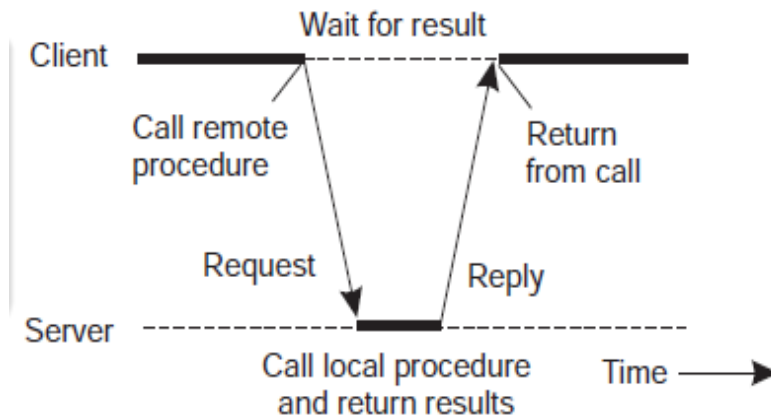 Wait for result
Client
Call remote
procedure
Return
from call
Request
Reply
Server
Call local procedure
and return results
Time